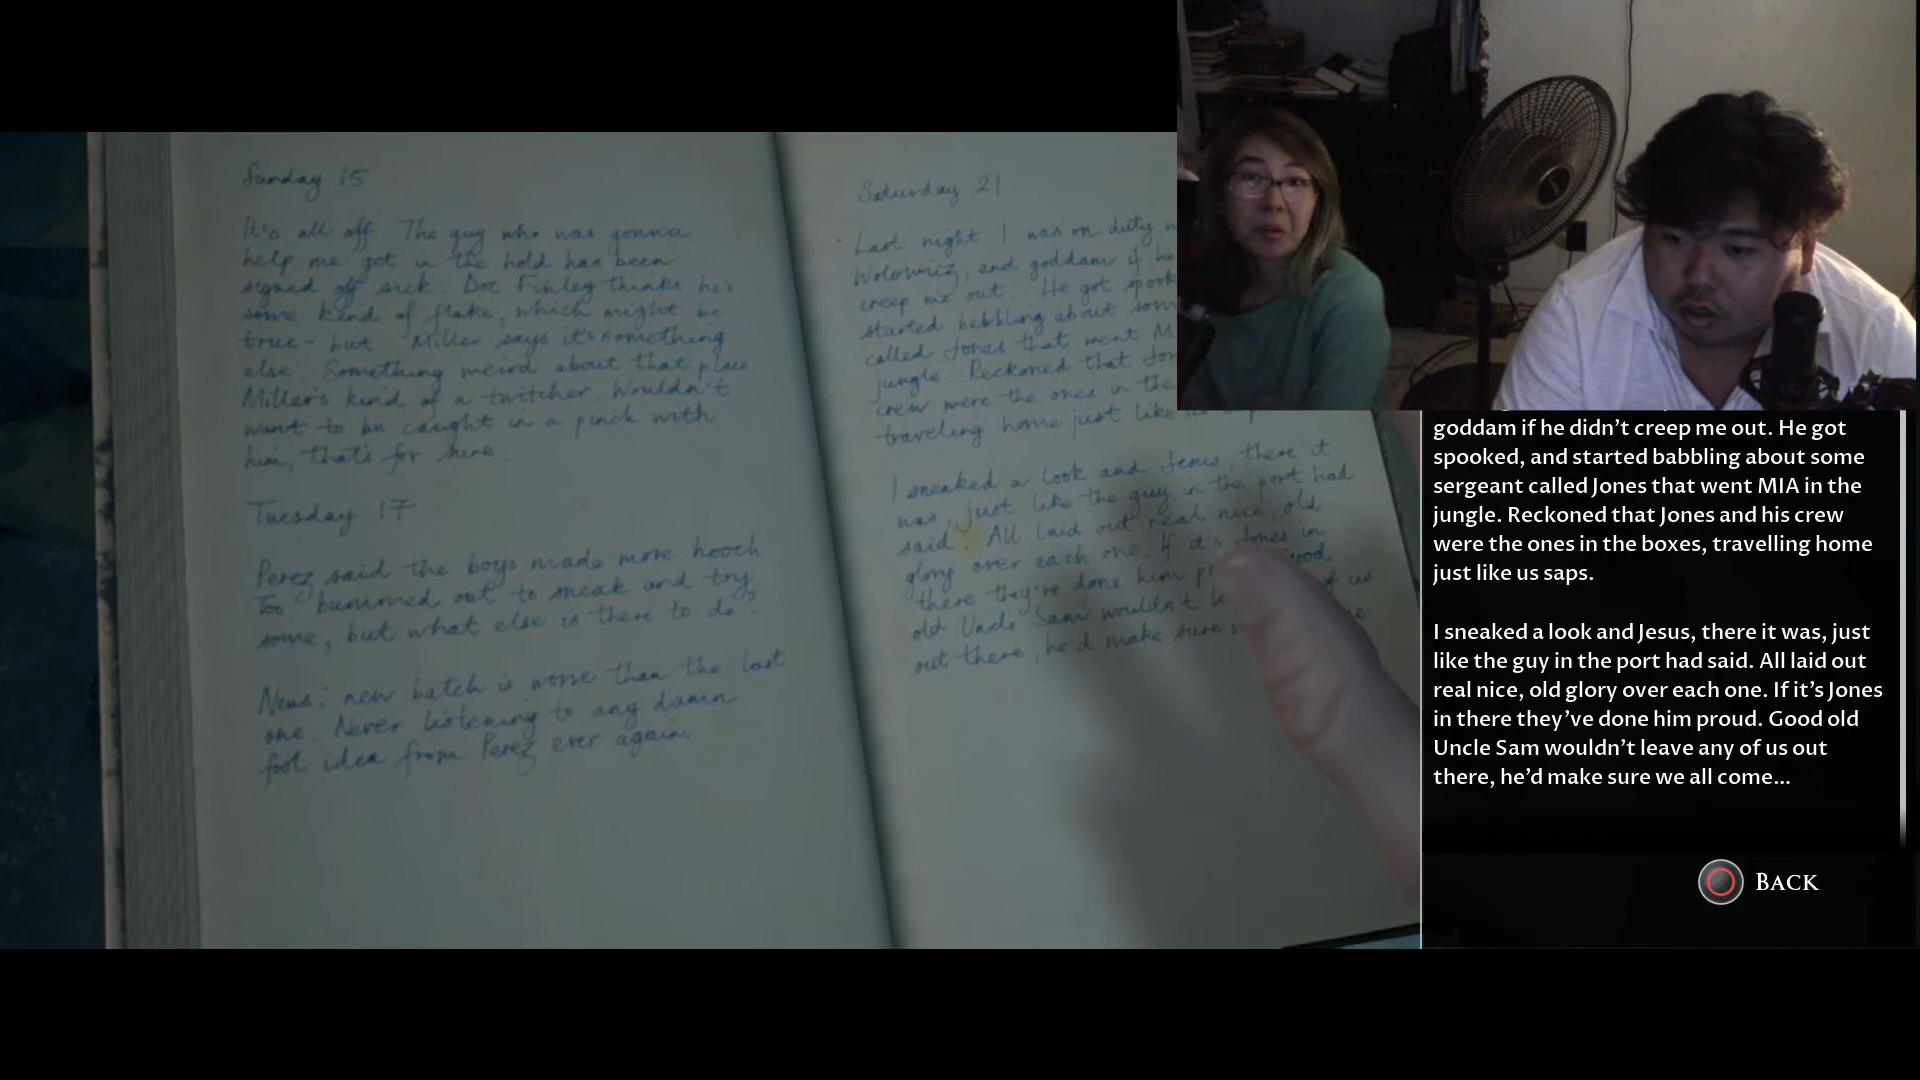 Sunday 15
It's all off. The guy who was gonna
help me get in the hold has been
signed off sick. Doc Finley thinks he's
some kind of flake, which might be
true - but Miller says it's something
else. Something weird about that place.
Miller's kind of a twitcher. Wouldn't
want to be caught in a pinch with
him, that's for sure.
Tuesday 17
Perez said the boys made more hooch.
Too bummed out to sneak and try
some, but what else is there to do?
News: new batch is worse than the last
one. Never listening to any damn
fool idea from Perez ever again.
Saturday 21
Last night I was on duty
Wolowicz, and goddam if he
creep me out. He got
started babbling about
called Jones that went
jungle. Reckoned that
crew were the ones in the
traveling home just like
I sneaked a look and Jesus, there it
was, just like the guy in the port had
said. All laid out real nice, old
glory over each one. If it's Jones in
there they've done him good
old Uncle Sam wouldn't of us
out there, he'd make sure
goddam if he didn't creep me out. He got
spooked, and started babbling about some
sergeant called Jones that went MIA in the
jungle. Reckoned that Jones and his crew
were the ones in the boxes, travelling home
just like us saps.
I sneaked a look and Jesus, there it was, just
like the guy in the port had said. All laid out
real nice, old glory over each one. If it's Jones
in there they've done him proud. Good old
Uncle Sam wouldn't leave any of us out
there, he'd make sure we all come...
BACK